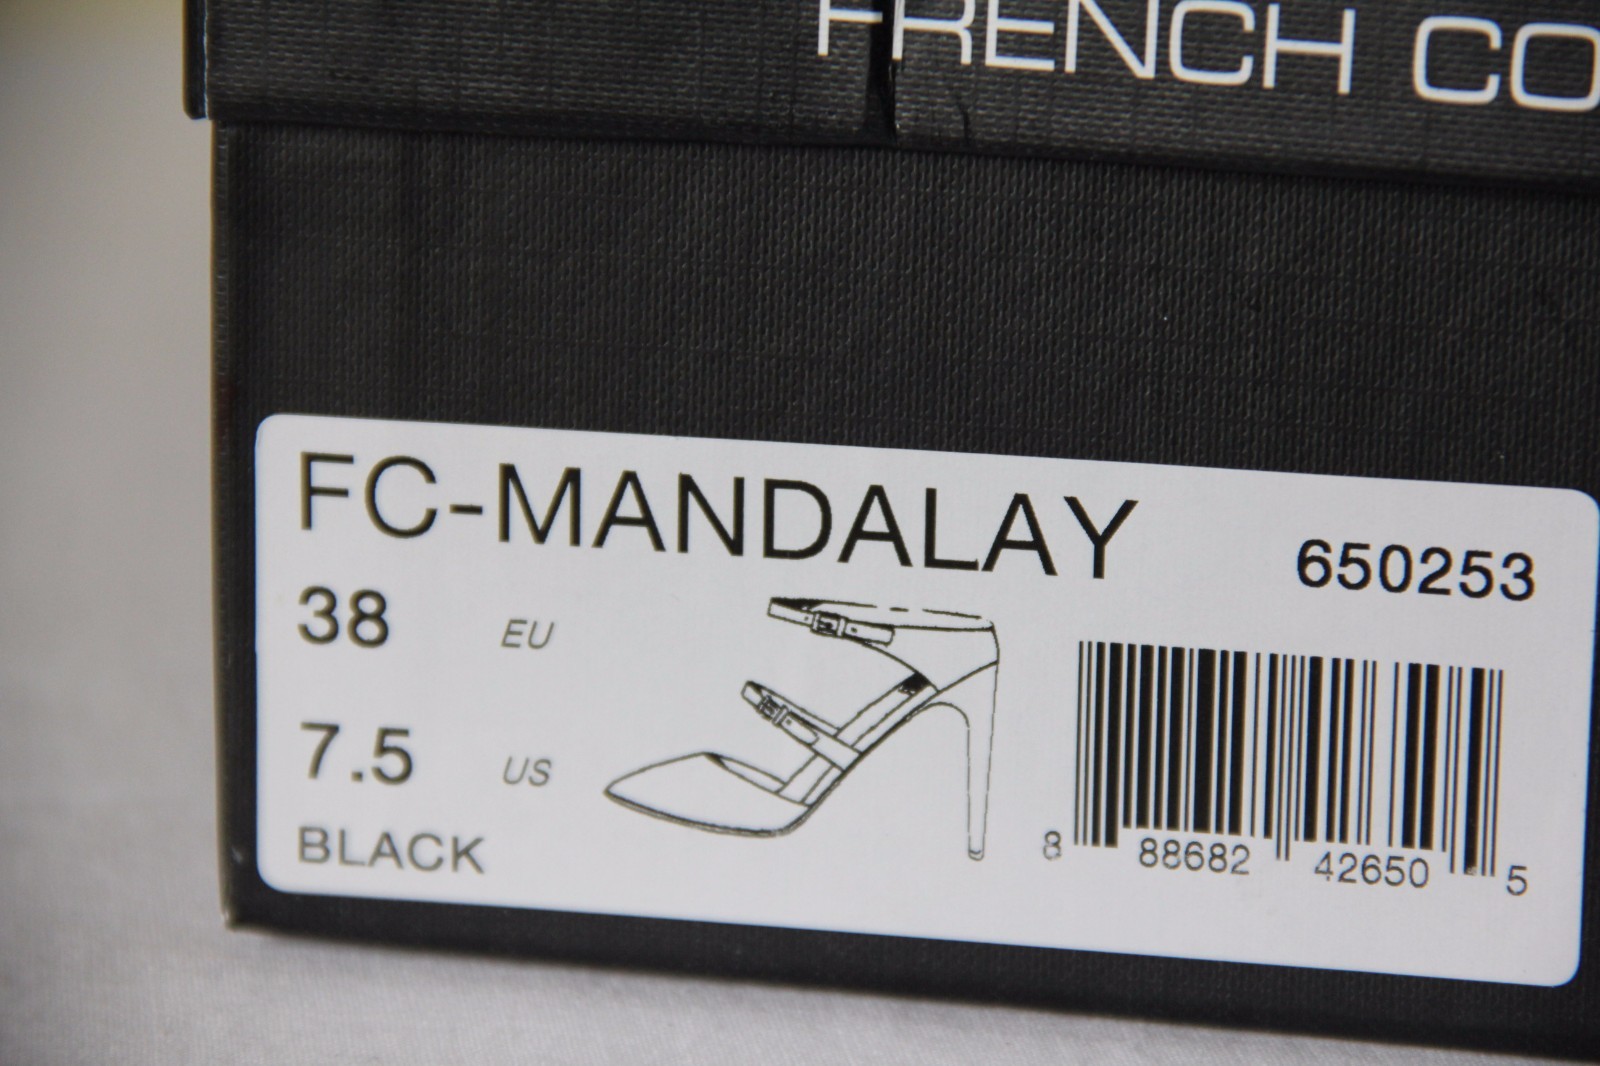 FRENCH CO
FC-MANDALAY
650253
38 EU
7.5 US
BLACK
8 88682 42650 5